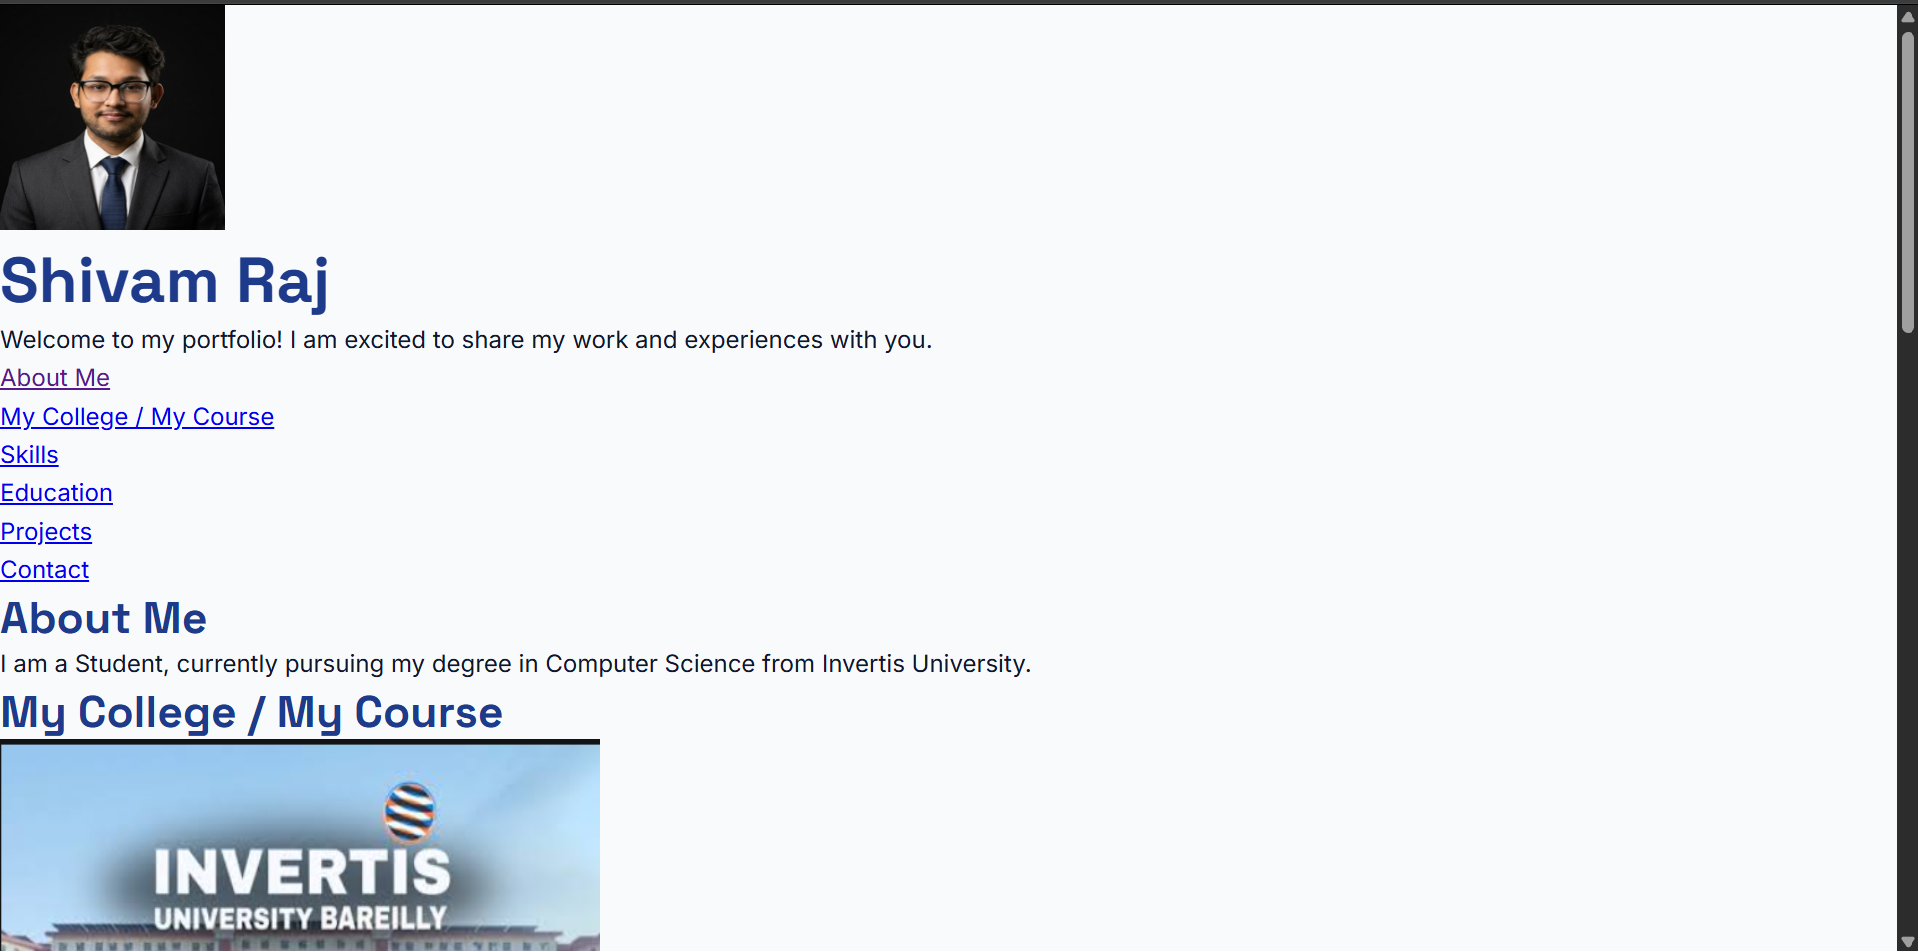 Shivam Raj
Welcome to my portfolio! I am excited to share my work and experiences with you.
About Me
My College / My Course
Skills
Education
Projects
Contact
About Me
I am a Student, currently pursuing my degree in Computer Science from Invertis University.
My College / My Course
INVERTIS
UNIVERSITY BAREILLY